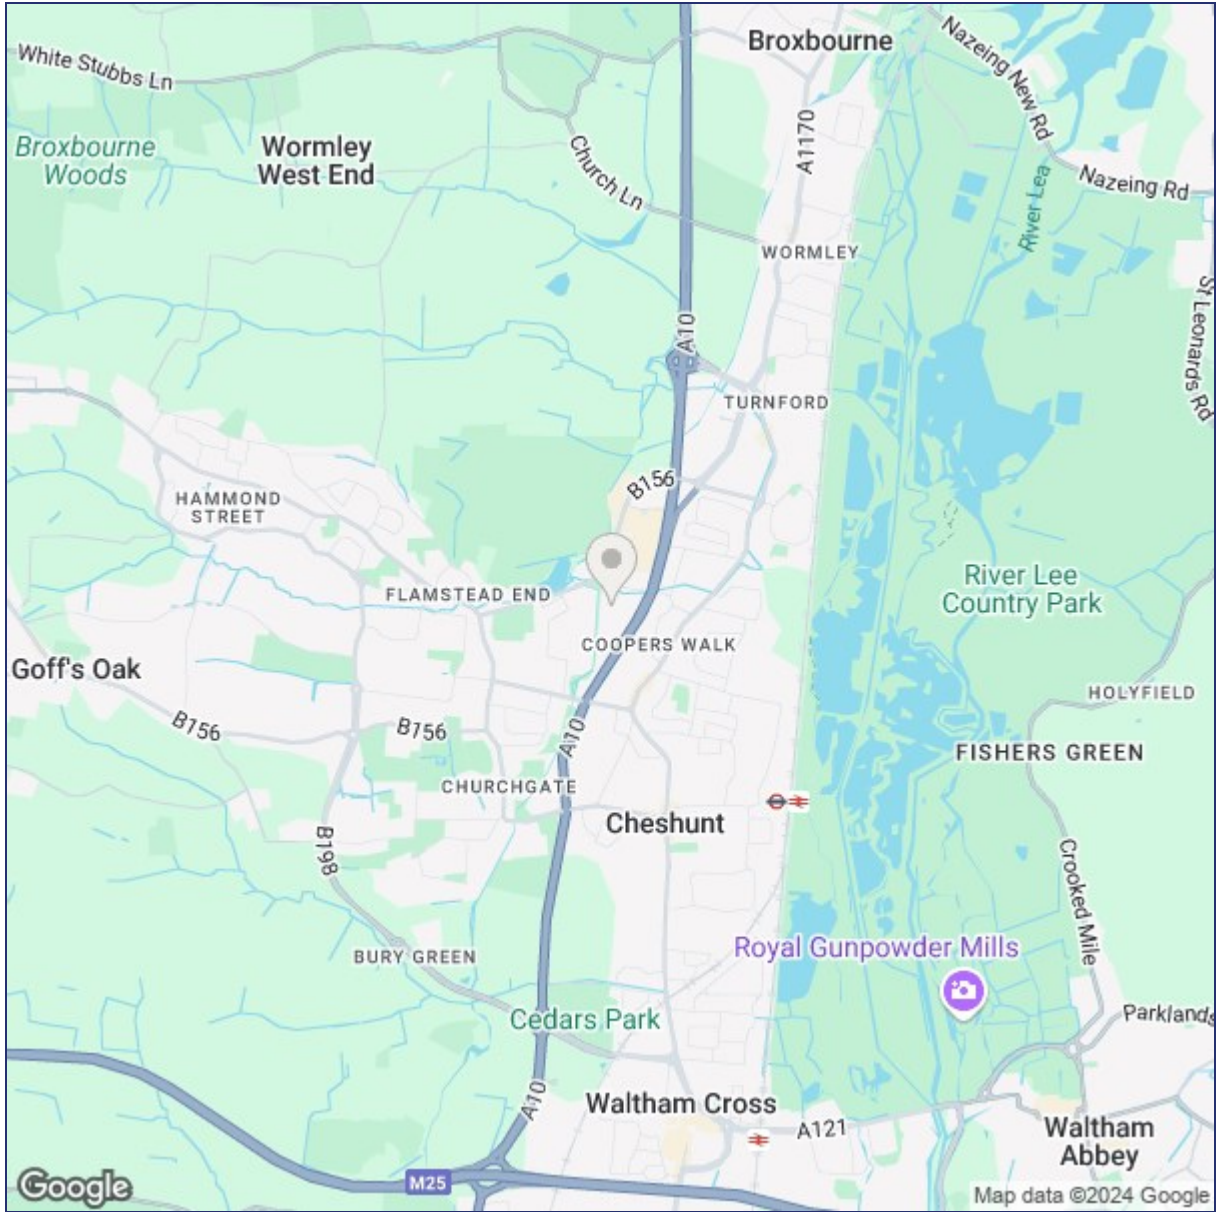 Broxbourne
Nazeing New Rd
White Stubbs Ln
A1170
Broxbourne
Woods
Wormley
West End
Church Ln
Nazeing Rd
River Lea
WORMLEY
St Leonards Rd
A10
TURNFORD
B156
HAMMOND
STREET
FLAMSTEAD END
River Lee
Country Park
COOPERS WALK
Goff's Oak
HOLYFIELD
B156
B156
A10
FISHERS GREEN
CHURCHGATE
Cheshunt
B198
Crooked Mile
BURY GREEN
Royal Gunpowder Mills
Cedars Park
Parklands
A10
Waltham Cross
A121
Waltham
Abbey
M25
Google
Map data ©2024 Google